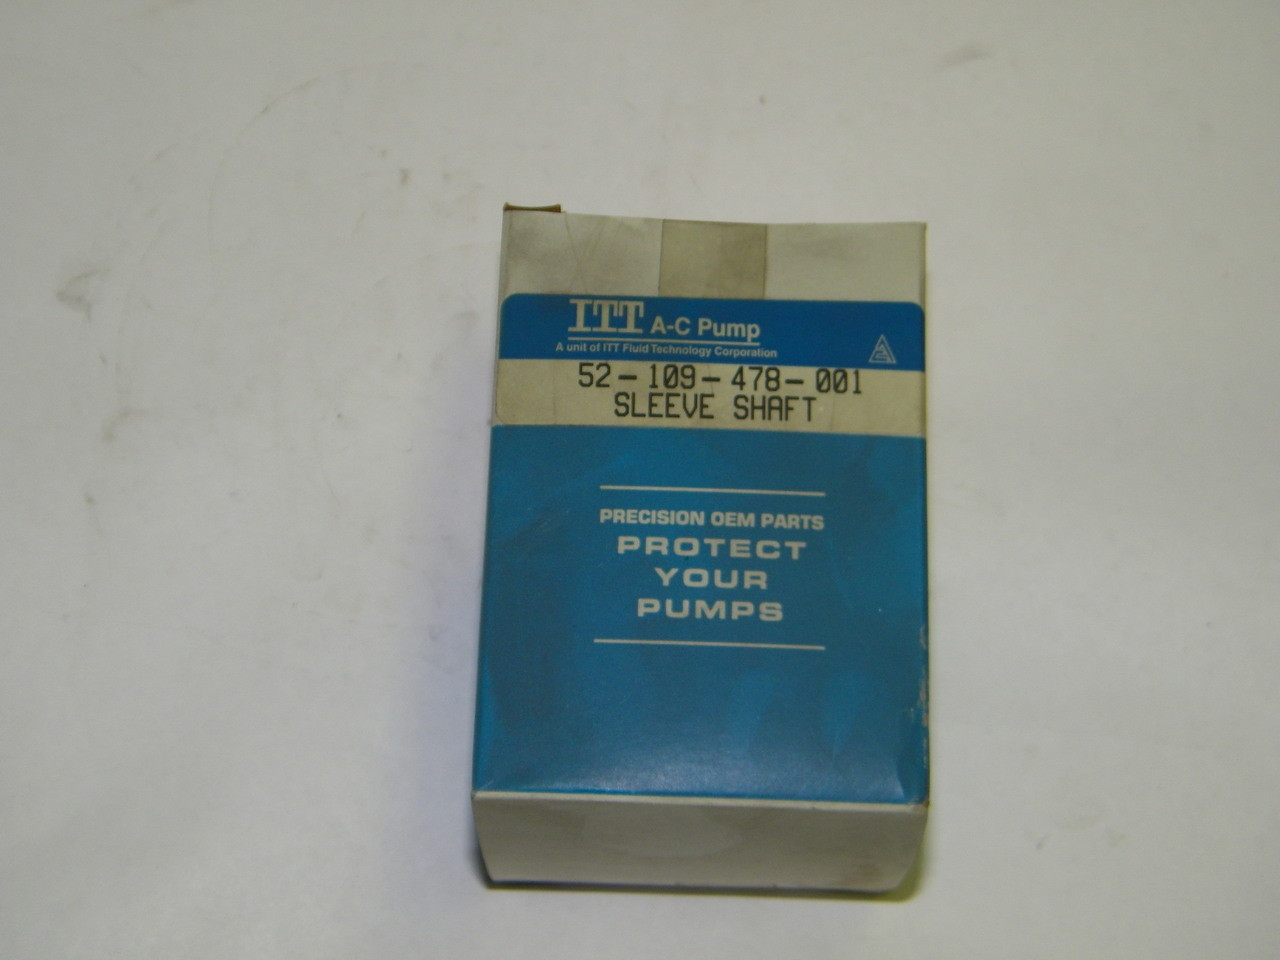 ITT A-C Pump
A unit of ITT Fluid Technology Corporation
52-109-478-001
SLEEVE SHAFT
PRECISION OEM PARTS
PROTECT
YOUR
PUMPS